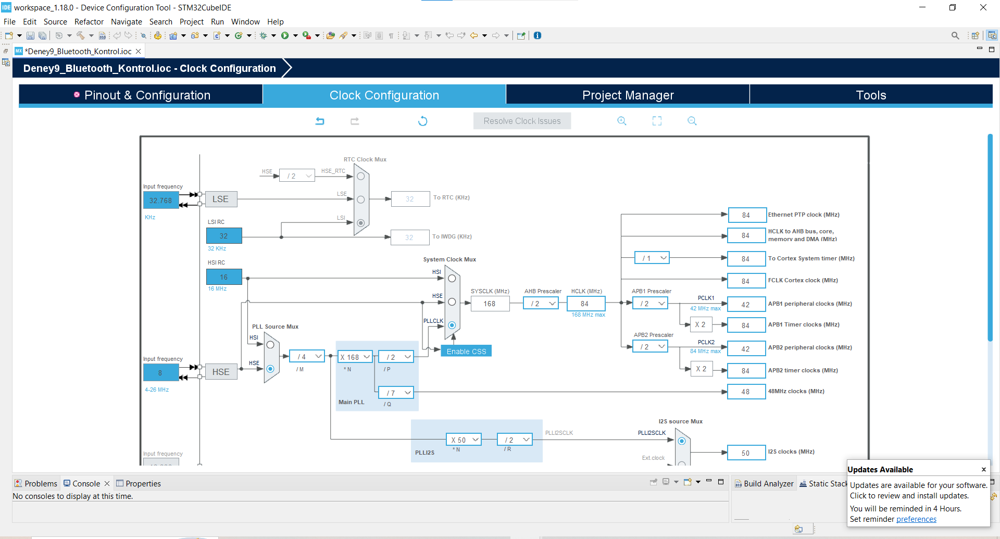 IDE workspace_1.18.0 - Device Configuration Tool - STM32CubeIDE
File Edit Source Refactor Navigate Search Project Run Window Help
MX *Deney9_Bluetooth_Kontrol.ioc
Deney9_Bluetooth_Kontrol.ioc - Clock Configuration
Pinout & Configuration Clock Configuration Project Manager Tools
Resolve Clock Issues
RTC Clock Mux
HSE / 2 HSE_RTC
Input frequency
32.768 LSE LSE 32 To RTC (KHz)
KHz
LSI RC LSI
32 32 To IWDG (KHz)
32 KHz
HSI RC
16
16 MHz
System Clock Mux
HSI
HSE
PLLCLK
Enable CSS
SYSCLK (MHz) AHB Prescaler HCLK (MHz) APB1 Prescaler
168 / 2 84 / 2
168 MHz max
84 Ethernet PTP clock (MHz)
84 HCLK to AHB bus, core,
memory and DMA (MHz)
/ 1 84 To Cortex System timer (MHz)
84 FCLK Cortex clock (MHz)
PCLK1
42 MHz max 42 APB1 peripheral clocks (MHz)
X 2 84 APB1 Timer clocks (MHz)
APB2 Prescaler
/ 2 PCLK2
84 MHz max 42 APB2 peripheral clocks (MHz)
X 2 84 APB2 timer clocks (MHz)
48 48MHz clocks (MHz)
PLL Source Mux
HSI
HSE
Input frequency
8 HSE
4-26 MHz
/ 4 X 168 / 2
/ M * N / P
/ 7
Main PLL / Q
I2S source Mux
X 50 / 2 PLLI2SCLK PLLI2SCLK
PLLI2S * N / R
50 I2S clocks (MHz)
Ext.clock
Input frequency
Problems Console Properties
No consoles to display at this time.
Build Analyzer Static Stack
Updates Available x
Updates are available for your software.
Click to review and install updates.
You will be reminded in 4 Hours.
Set reminder preferences